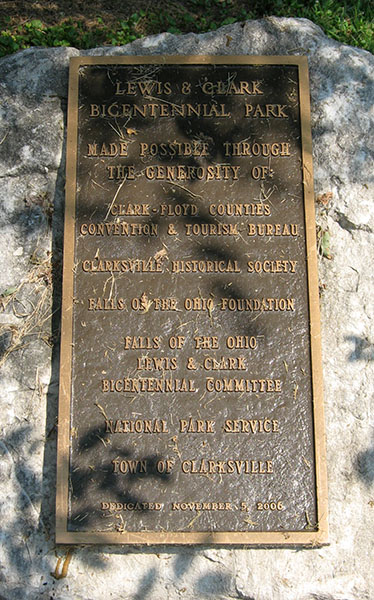 LEWIS & CLARK
BICENTENNIAL PARK
MADE POSSIBLE THROUGH
THE GENEROSITY OF:
CLARK-FLOYD COUNTIES
CONVENTION & TOURISM BUREAU
CLARKSVILLE HISTORICAL SOCIETY
FALLS OF THE OHIO FOUNDATION
FALLS OF THE OHIO
LEWIS & CLARK
BICENTENNIAL COMMITTEE
NATIONAL PARK SERVICE
TOWN OF CLARKSVILLE
DEDICATED NOVEMBER 5, 2006